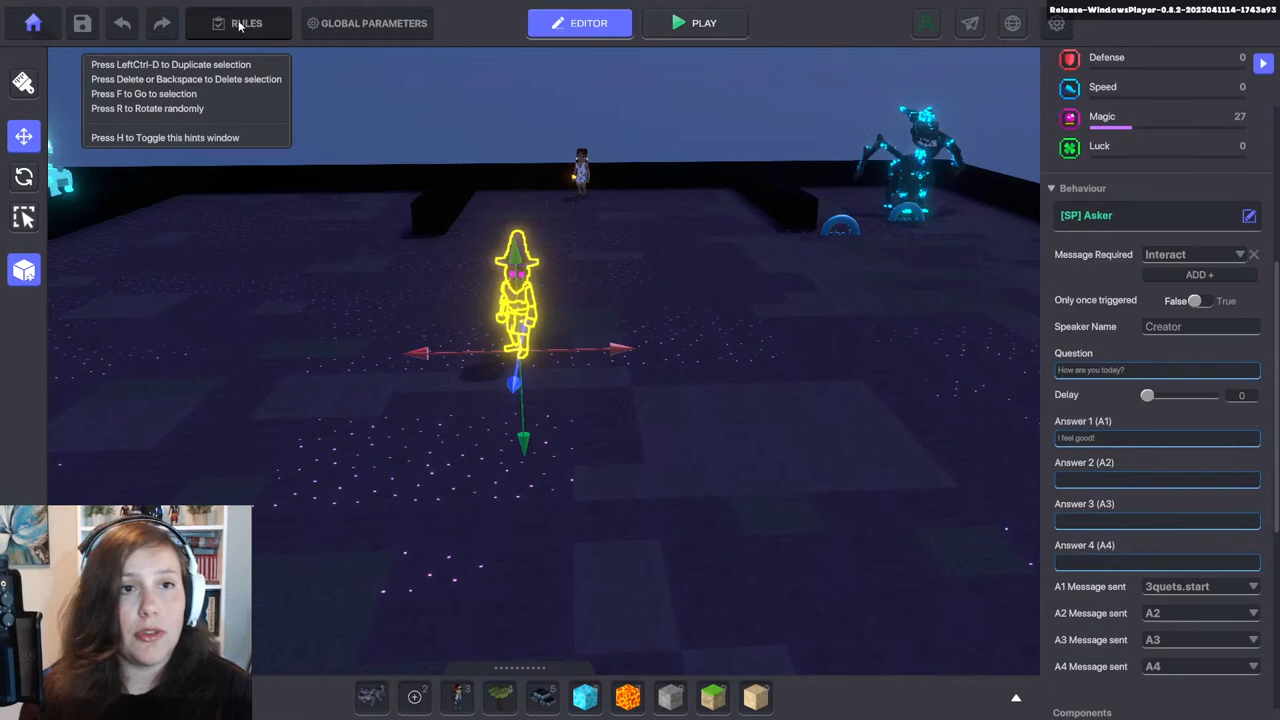 Release-WindowsPlayer-0.8.2-2023041114-1743e93
RULES
GLOBAL PARAMETERS
EDITOR
PLAY
Press LeftCtrl-D to Duplicate selection
Press Delete or Backspace to Delete selection
Press F to Go to selection
Press R to Rotate randomly
Press H to Toggle this hints window
Defense 0
Speed 0
Magic 27
Luck 0
Behaviour
[SP] Asker
Message Required Interact
ADD +
Only once triggered False True
Speaker Name Creator
Question
How are you today?
Delay 0
Answer 1 (A1)
I feel good!
Answer 2 (A2)
Answer 3 (A3)
Answer 4 (A4)
A1 Message sent 3quets.start
A2 Message sent A2
A3 Message sent A3
A4 Message sent A4
Components
2
3
5